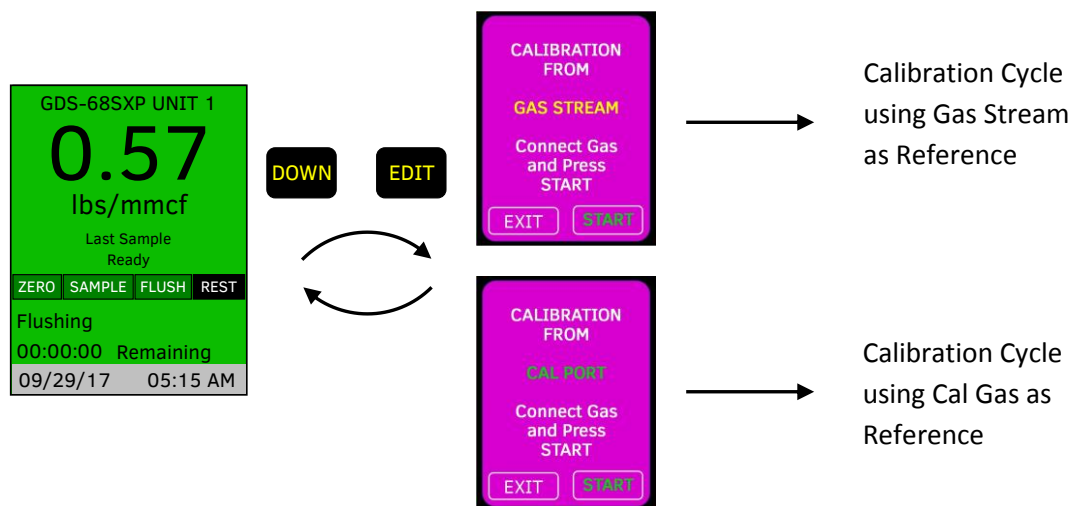 GDS-68SXP UNIT 1
0.57
lbs/mmcf
Last Sample
Ready
ZERO SAMPLE FLUSH REST
Flushing
00:00:00 Remaining
09/29/17 05:15 AM
DOWN EDIT
CALIBRATION
FROM
GAS STREAM
Connect Gas
and Press
START
EXIT START
Calibration Cycle
using Gas Stream
as Reference
CALIBRATION
FROM
CAL PORT
Connect Gas
and Press
START
EXIT START
Calibration Cycle
using Cal Gas as
Reference